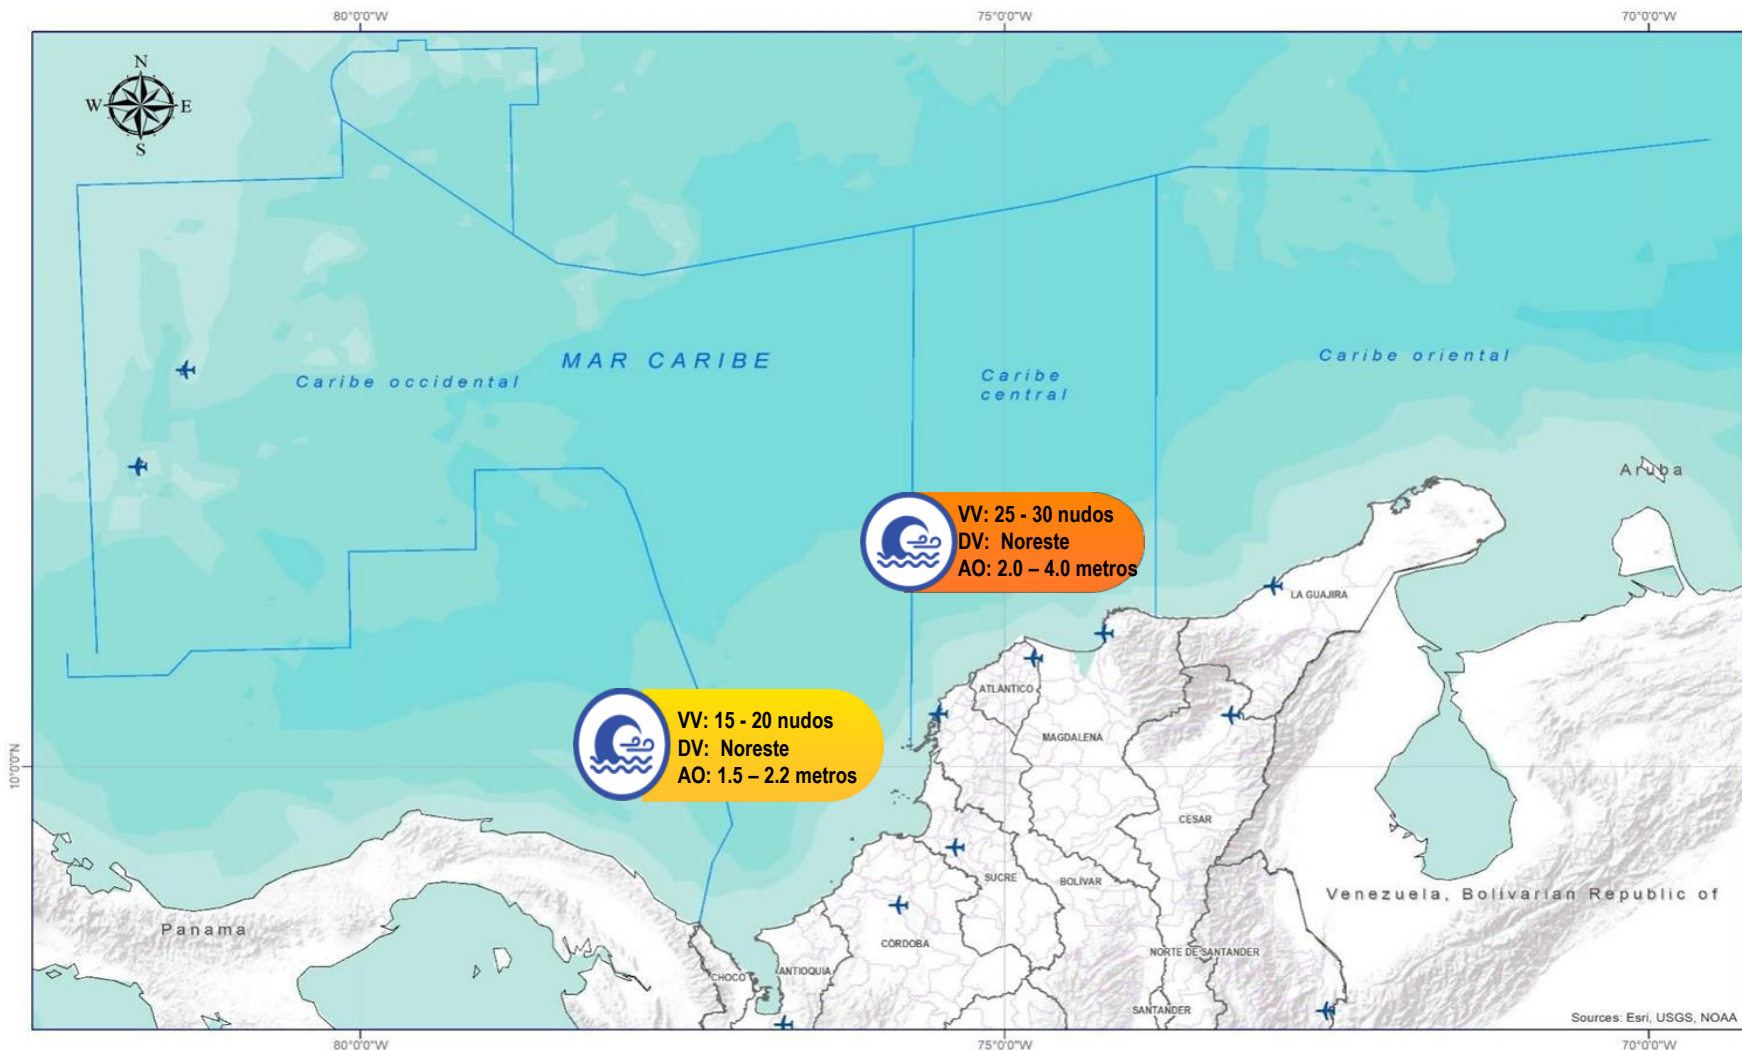 80°0'0"W
75°0'0"W
70°0'0"W
N
W
E
S
MAR CARIBE
Caribe occidental
Caribe
central
Caribe oriental
Aruba
VV: 25 - 30 nudos
DV: Noreste
AO: 2.0 – 4.0 metros
LA GUAJIRA
ATLANTICO
VV: 15 - 20 nudos
DV: Noreste
AO: 1.5 – 2.2 metros
MAGDALENA
10°0'0"N
CESAR
SUCRE
BOLÍVAR
Venezuela, Bolivarian Republic of
Panama
CÓRDOBA
NORTE DE SANTANDER
CHOCO
ANTIOQUIA
SANTANDER
Sources: Esri, USGS, NOAA
80°0'0"W
75°0'0"W
70°0'0"W